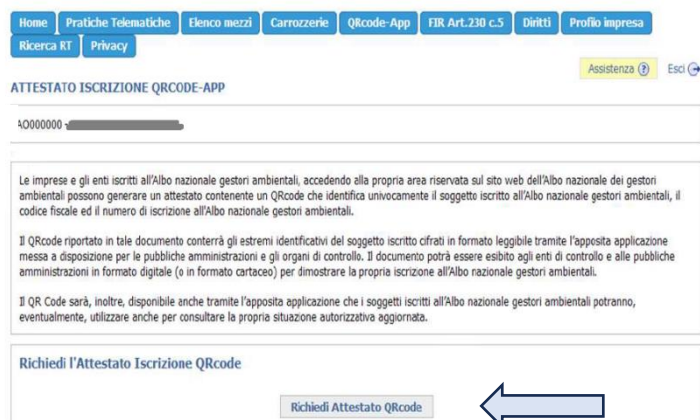 Home Pratiche Telematiche Elenco mezzi Carrozzerie QRcode-App FIR Art.230 c.5 Diritti Profilo impresa
Ricerca RT Privacy
Assistenza ? Esci
ATTESTATO ISCRIZIONE QRCODE-APP
AO000000 -
Le imprese e gli enti iscritti all'Albo nazionale gestori ambientali, accedendo alla propria area riservata sul sito web dell'Albo nazionale dei gestori
ambientali possono generare un attestato contenente un QRcode che identifica univocamente il soggetto iscritto all'Albo nazionale gestori ambientali, il
codice fiscale ed il numero di iscrizione all'Albo nazionale gestori ambientali.
Il QRcode riportato in tale documento conterrà gli estremi identificativi del soggetto iscritto cifrati in formato leggibile tramite l'apposita applicazione
messa a disposizione per le pubbliche amministrazioni e gli organi di controllo. Il documento potrà essere esibito agli enti di controllo e alle pubbliche
amministrazioni in formato digitale (o in formato cartaceo) per dimostrare la propria iscrizione all'Albo nazionale gestori ambientali.
Il QR Code sarà, inoltre, disponibile anche tramite l'apposita applicazione che i soggetti iscritti all'Albo nazionale gestori ambientali potranno,
eventualmente, utilizzare anche per consultare la propria situazione autorizzativa aggiornata.
Richiedi l'Attestato Iscrizione QRcode
Richiedi Attestato QRcode